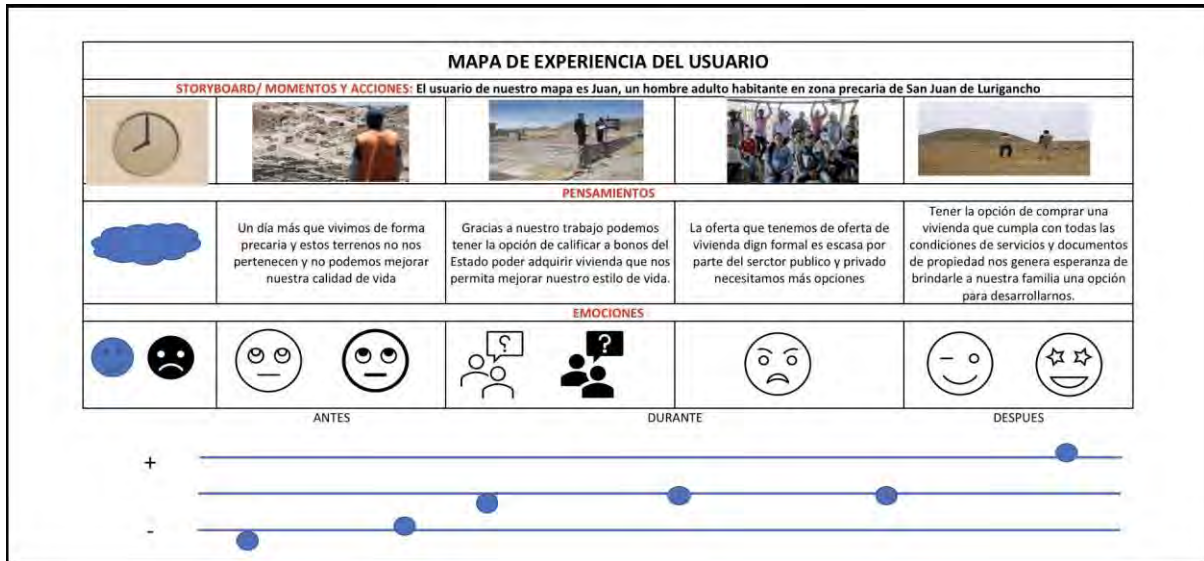 MAPA DE EXPERIENCIA DEL USUARIO
STORYBOARD/ MOMENTOS Y ACCIONES: El usuario de nuestro mapa es Juan, un hombre adulto habitante en zona precaria de San Juan de Lurigancho
PENSAMIENTOS
Un día más que vivimos de forma
precaria y estos terrenos no nos
pertenecen y no podemos mejorar
nuestra calidad de vida
Gracias a nuestro trabajo podemos
tener la opción de calificar a bonos del
Estado poder adquirir vivienda que nos
permita mejorar nuestro estilo de vida.
La oferta que tenemos de oferta de
vivienda dign formal es escasa por
parte del serctor publico y privado
necesitamos más opciones
Tener la opción de comprar una
vivienda que cumpla con todas las
condiciones de servicios y documentos
de propiedad nos genera esperanza de
brindarle a nuestra familia una opción
para desarrollarnos.
EMOCIONES
?
?
ANTES
DURANTE
DESPUES
+
-